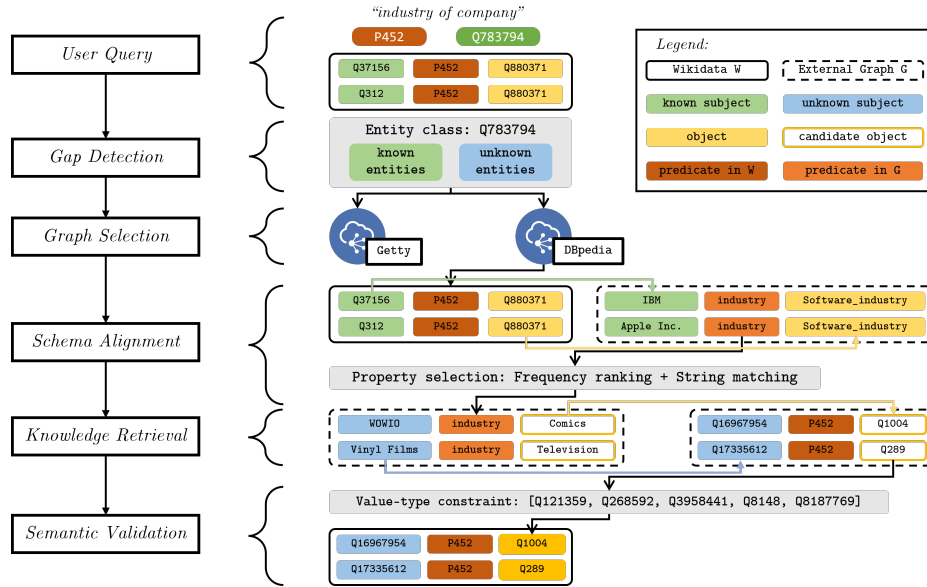 “industry of company”
P452 Q783794
User Query
Q37156 P452 Q880371
Q312 P452 Q880371
Legend:
Wikidata W External Graph G
known subject unknown subject
object candidate object
predicate in W predicate in G
Gap Detection
Entity class: Q783794
known entities
unknown entities
Graph Selection
Getty
DBpedia
Schema Alignment
Q37156 P452 Q880371
Q312 P452 Q880371
IBM industry Software_industry
Apple Inc. industry Software_industry
Property selection: Frequency ranking + String matching
Knowledge Retrieval
WOWIO industry Comics
Vinyl Films industry Television
Q16967954 P452 Q1004
Q17335612 P452 Q289
Value-type constraint: [Q121359, Q268592, Q3958441, Q8148, Q8187769]
Semantic Validation
Q16967954 P452 Q1004
Q17335612 P452 Q289